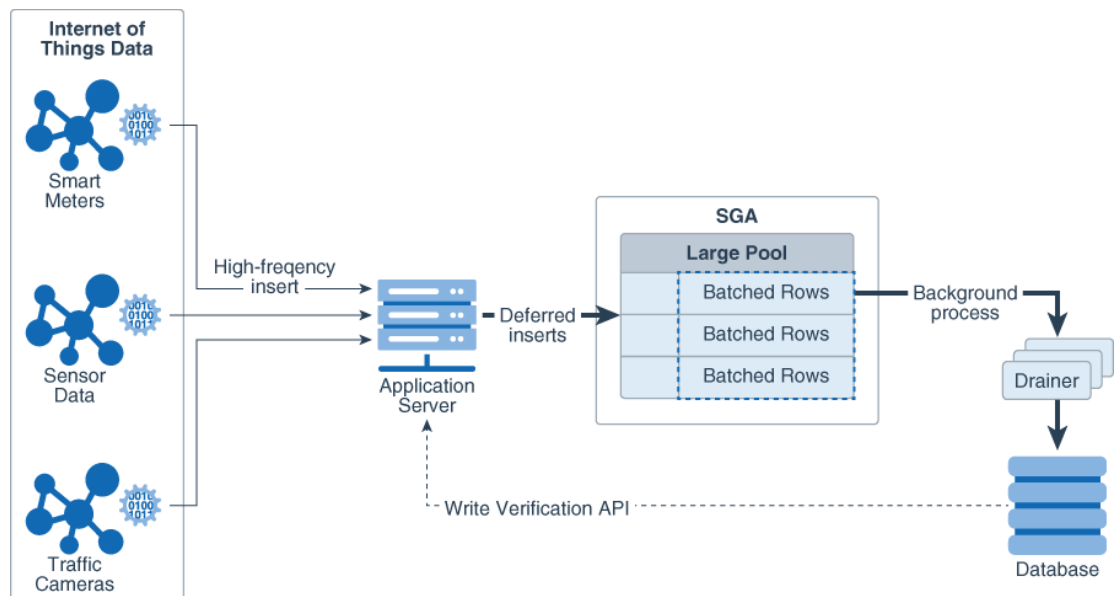 Internet of
Things Data
0010
0100
1011
Smart
Meters
High-freqency
insert
0010
0100
1011
Sensor
Data
0010
0100
1011
Traffic
Cameras
Application
Server
Deferred
inserts
SGA
Large Pool
Batched Rows
Batched Rows
Batched Rows
Background
process
Drainer
Write Verification API
Database